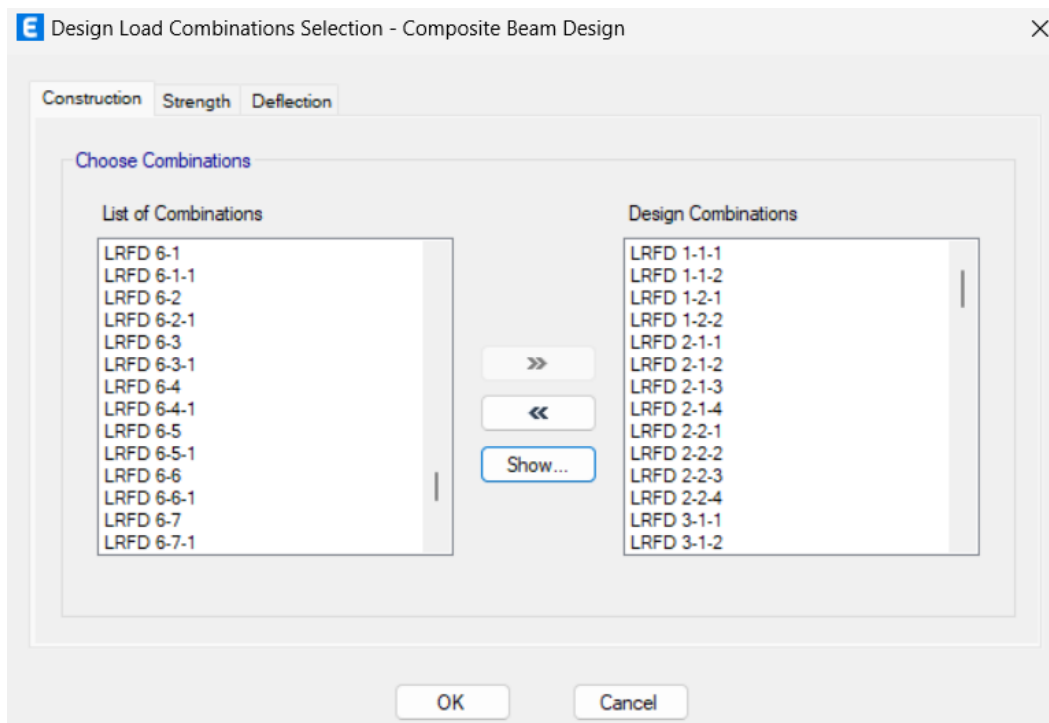 Design Load Combinations Selection - Composite Beam Design
Construction Strength Deflection
Choose Combinations
List of Combinations
LRFD 6-1
LRFD 6-1-1
LRFD 6-2
LRFD 6-2-1
LRFD 6-3
LRFD 6-3-1
LRFD 6-4
LRFD 6-4-1
LRFD 6-5
LRFD 6-5-1
LRFD 6-6
LRFD 6-6-1
LRFD 6-7
LRFD 6-7-1
>>
<<
Show...
Design Combinations
LRFD 1-1-1
LRFD 1-1-2
LRFD 1-2-1
LRFD 1-2-2
LRFD 2-1-1
LRFD 2-1-2
LRFD 2-1-3
LRFD 2-1-4
LRFD 2-2-1
LRFD 2-2-2
LRFD 2-2-3
LRFD 2-2-4
LRFD 3-1-1
LRFD 3-1-2
OK Cancel